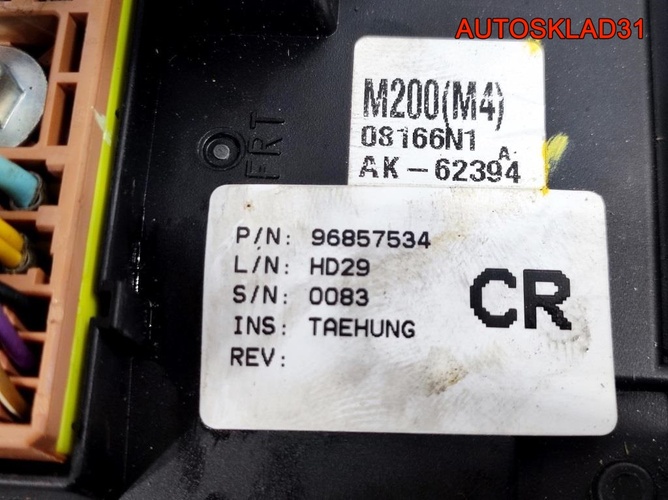 AUTOSKLAD31
M200(M4)
08166N1
A
AK-62394
FRT
P/N: 96857534
L/N: HD29
S/N: 0083
INS: TAEHUNG
REV:
CR